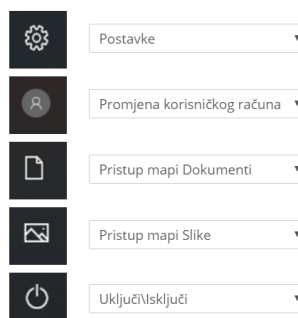 Postavke
Promjena korisničkog računa
Pristup mapi Dokumenti
Pristup mapi Slike
Uključi\Isključi